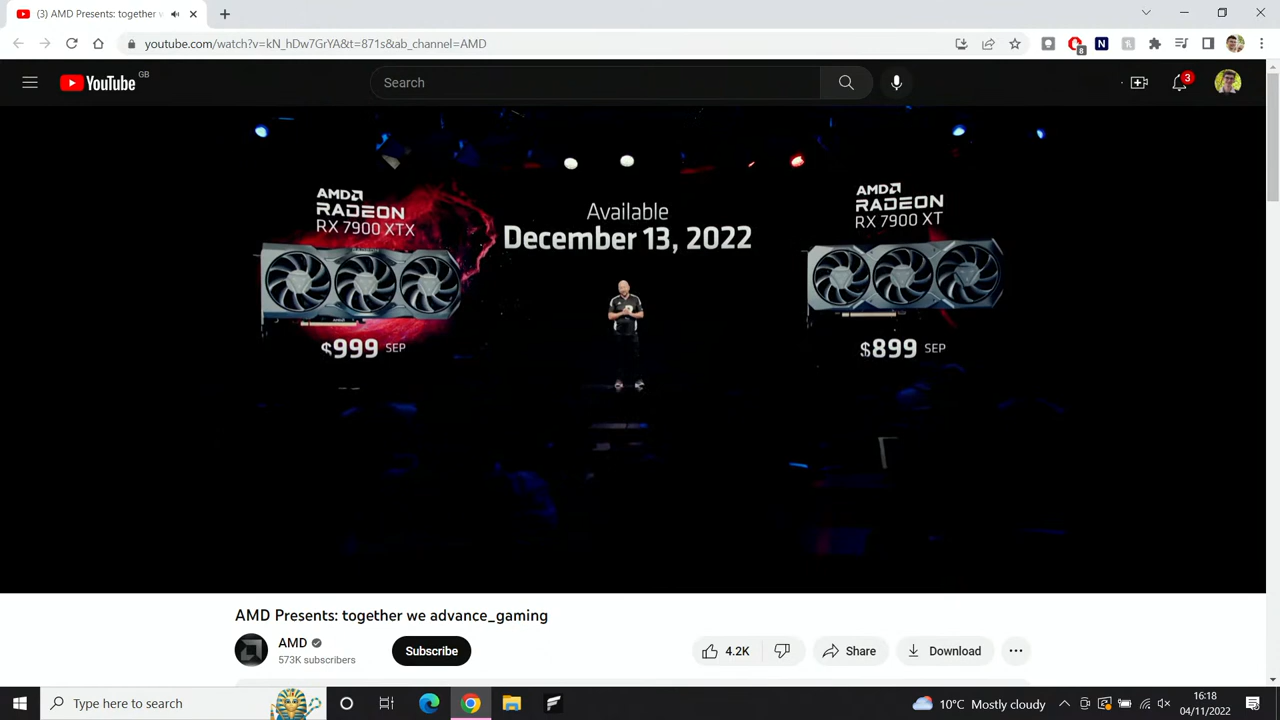 (3) AMD Presents: together w
youtube.com/watch?v=kN_hDw7GrYA&t=871s&ab_channel=AMD
8
N
YouTube
GB
Search
3
AMD
RADEON
RX 7900 XTX
$999 SEP
Available
December 13, 2022
AMD
RADEON
RX 7900 XT
$899 SEP
AMD Presents: together we advance_gaming
AMD
573K subscribers
Subscribe
4.2K
Share
Download
Type here to search
10°C Mostly cloudy
16:18
04/11/2022